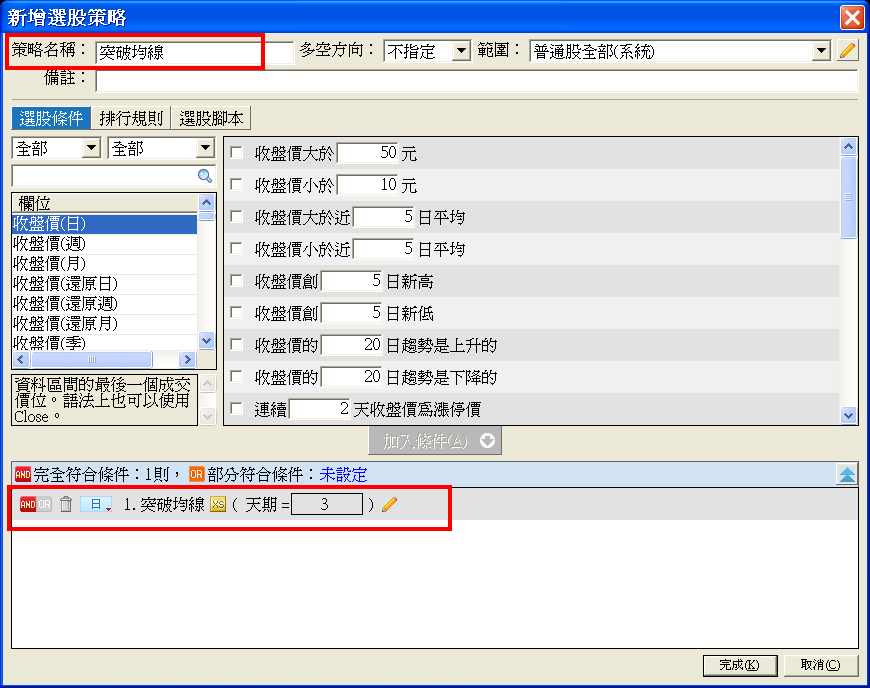 新增選股策略
策略名稱： 突破均線 多空方向： 不指定 範圍： 普通股全部(系統)
備註：
選股條件 排行規則 選股腳本
全部 全部
欄位
收盤價(日)
收盤價(週)
收盤價(月)
收盤價(還原日)
收盤價(還原週)
收盤價(還原月)
收盤價(季)
資料區間的最後一個成交
價位。語法上也可以使用
Close。
收盤價大於 50 元
收盤價小於 10 元
收盤價大於近 5 日平均
收盤價小於近 5 日平均
收盤價創 5 日新高
收盤價創 5 日新低
收盤價的 20 日趨勢是上升的
收盤價的 20 日趨勢是下降的
連續 2 天收盤價為漲停價
加入條件(A)
AND 完全符合條件：1則， OR 部分符合條件：未設定
AND OR 日 1. 突破均線 XS ( 天期 = 3 )
完成(K) 取消(C)